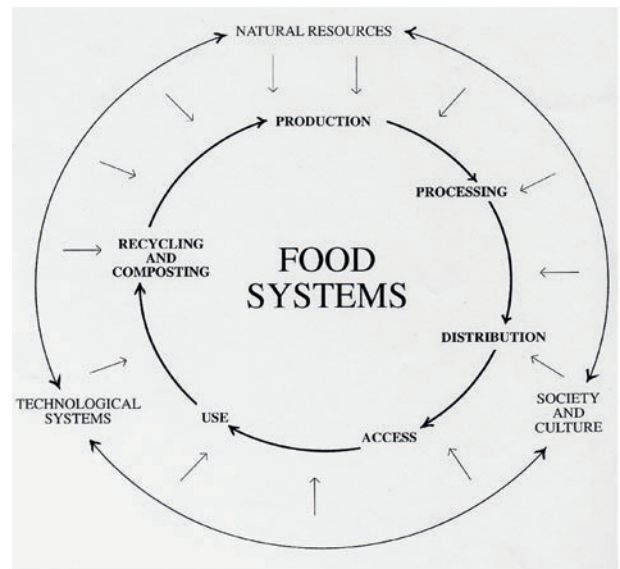 NATURAL RESOURCES
PRODUCTION
PROCESSING
RECYCLING
AND
COMPOSTING
FOOD
SYSTEMS
DISTRIBUTION
TECHNOLOGICAL
SYSTEMS
SOCIETY
AND
CULTURE
USE
ACCESS